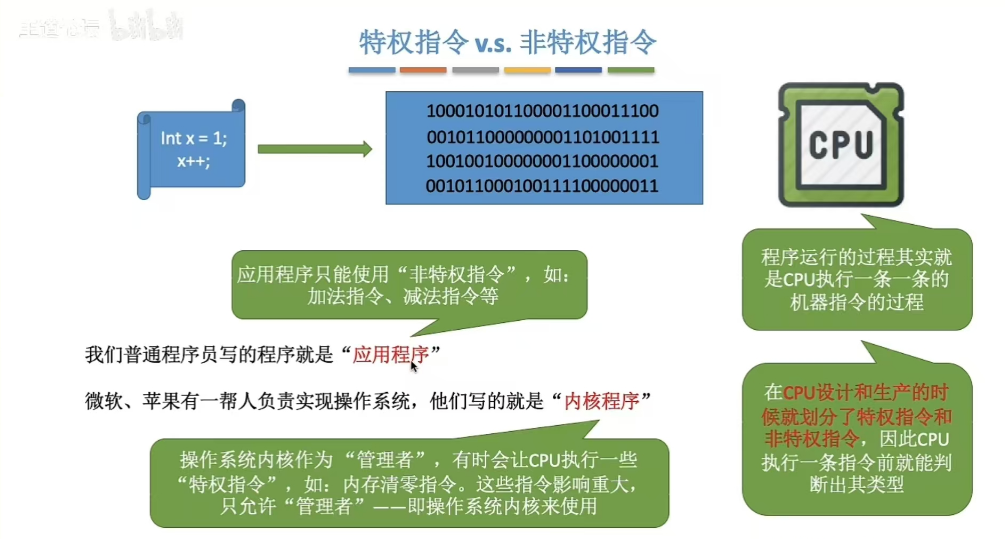 特权指令 v.s. 非特权指令
Int x = 1;
x++;
100010101100001100011100
0010110000000011010011111
1001001000000011000000001
0010110001001111000000011
CPU
程序运行的过程其实就
是CPU执行一条一条的
机器指令的过程
应用程序只能使用“非特权指令”，如：
加法指令、减法指令等
我们普通程序员写的程序就是“应用程序”
微软、苹果有一帮人负责实现操作系统，他们写的就是“内核程序”
操作系统内核作为 “管理者”，有时会让CPU执行一些
“特权指令”，如：内存清零指令。这些指令影响重大，
只允许“管理者”——即操作系统内核来使用
在CPU设计和生产的时
候就划分了特权指令和
非特权指令，因此CPU
执行一条指令前就能判
断出其类型